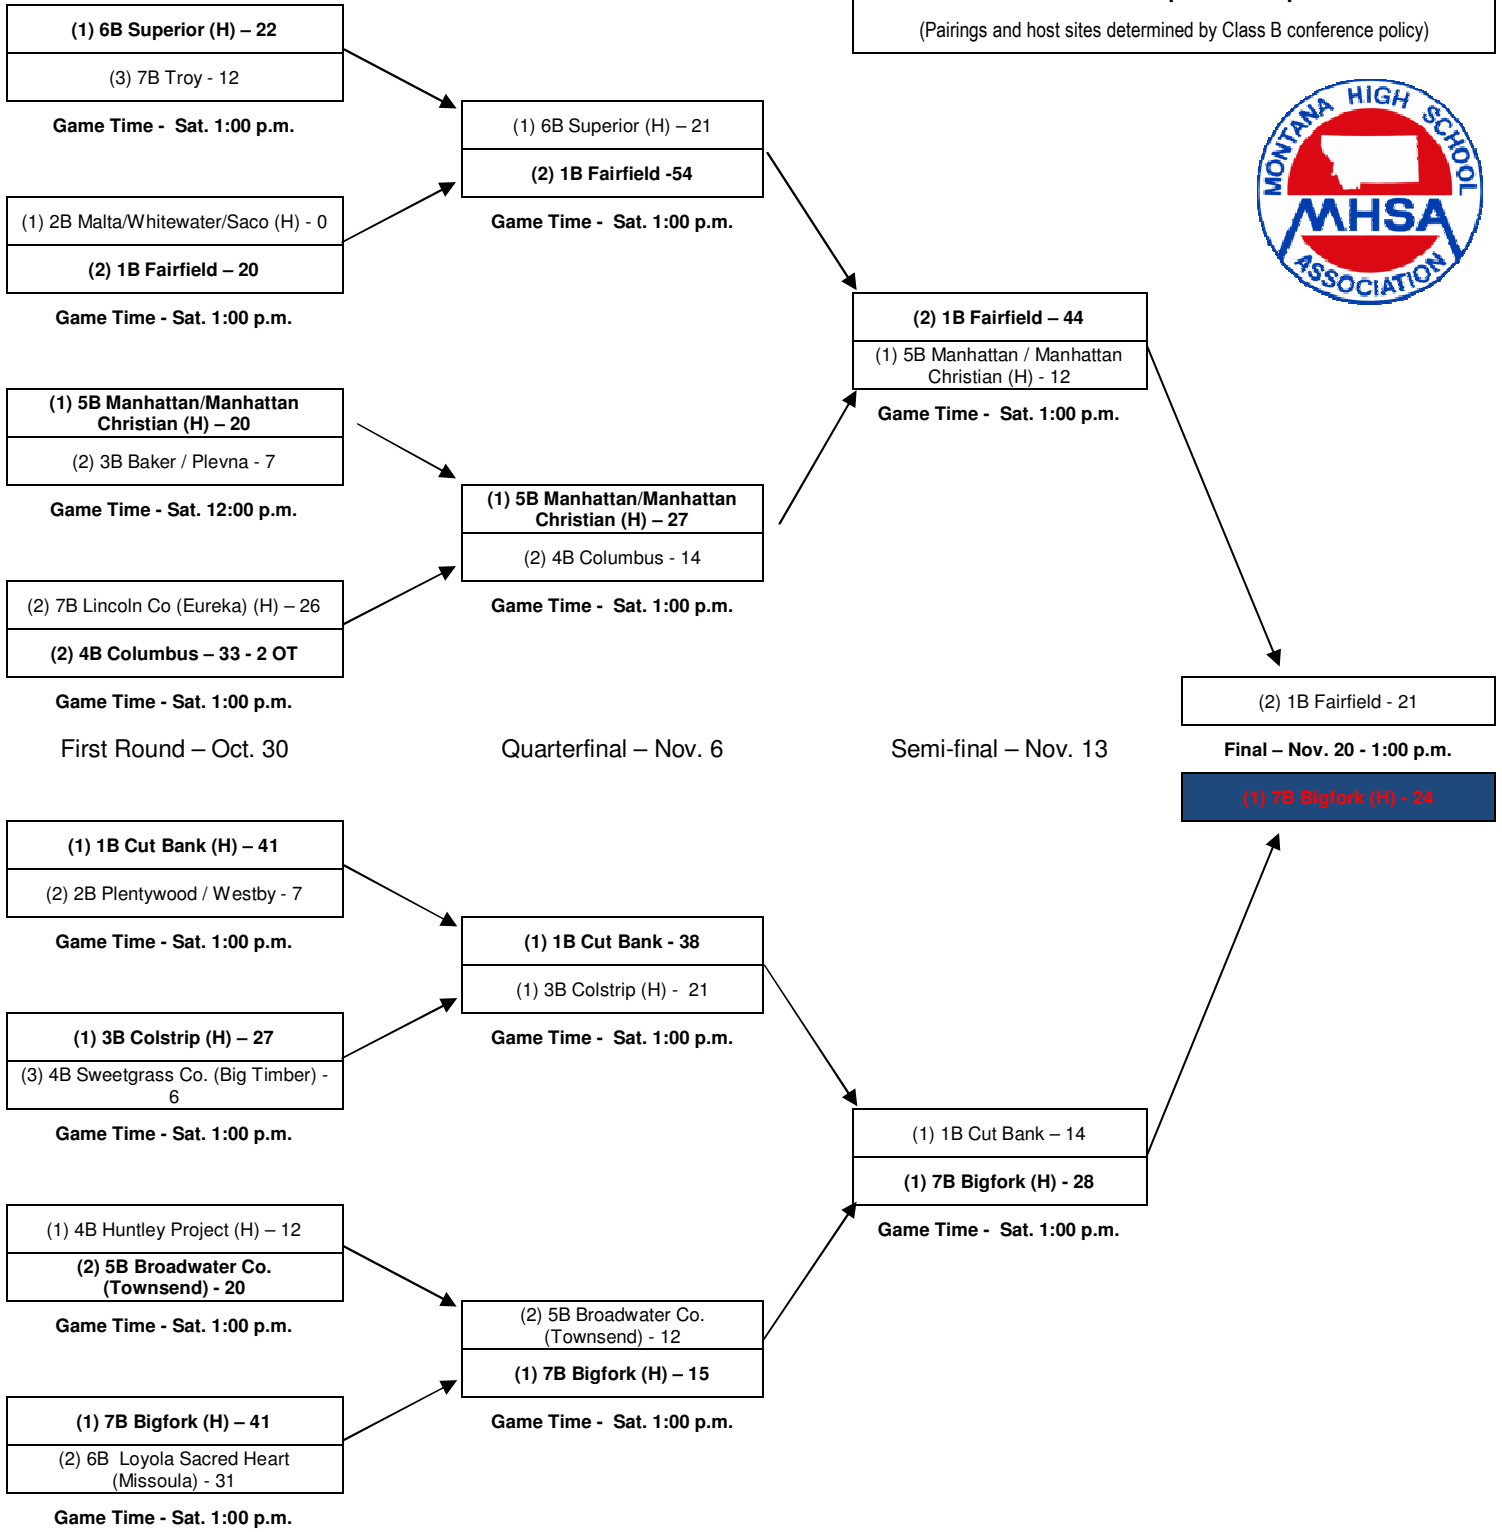 (Pairings and host sites determined by Class B conference policy)
MONTANA HIGH SCHOOL
MHSA
ASSOCIATION
(1) 6B Superior (H) – 22
(3) 7B Troy - 12
Game Time - Sat. 1:00 p.m.
(1) 2B Malta/Whitewater/Saco (H) - 0
(2) 1B Fairfield – 20
Game Time - Sat. 1:00 p.m.
(1) 5B Manhattan/Manhattan
Christian (H) – 20
(2) 3B Baker / Plevna - 7
Game Time - Sat. 12:00 p.m.
(2) 7B Lincoln Co (Eureka) (H) – 26
(2) 4B Columbus – 33 - 2 OT
Game Time - Sat. 1:00 p.m.
(1) 6B Superior (H) – 21
(2) 1B Fairfield -54
Game Time - Sat. 1:00 p.m.
(1) 5B Manhattan/Manhattan
Christian (H) – 27
(2) 4B Columbus - 14
Game Time - Sat. 1:00 p.m.
(2) 1B Fairfield – 44
(1) 5B Manhattan / Manhattan
Christian (H) - 12
Game Time - Sat. 1:00 p.m.
(2) 1B Fairfield - 21
First Round – Oct. 30
Quarterfinal – Nov. 6
Semi-final – Nov. 13
Final – Nov. 20 - 1:00 p.m.
(1) 7B Bigfork (H) - 24
(1) 1B Cut Bank (H) – 41
(2) 2B Plentywood / Westby - 7
Game Time - Sat. 1:00 p.m.
(1) 3B Colstrip (H) – 27
(3) 4B Sweetgrass Co. (Big Timber) -
6
Game Time - Sat. 1:00 p.m.
(1) 4B Huntley Project (H) – 12
(2) 5B Broadwater Co.
(Townsend) - 20
Game Time - Sat. 1:00 p.m.
(1) 7B Bigfork (H) – 41
(2) 6B Loyola Sacred Heart
(Missoula) - 31
Game Time - Sat. 1:00 p.m.
(1) 1B Cut Bank - 38
(1) 3B Colstrip (H) - 21
Game Time - Sat. 1:00 p.m.
(2) 5B Broadwater Co.
(Townsend) - 12
(1) 7B Bigfork (H) – 15
Game Time - Sat. 1:00 p.m.
(1) 1B Cut Bank – 14
(1) 7B Bigfork (H) - 28
Game Time - Sat. 1:00 p.m.